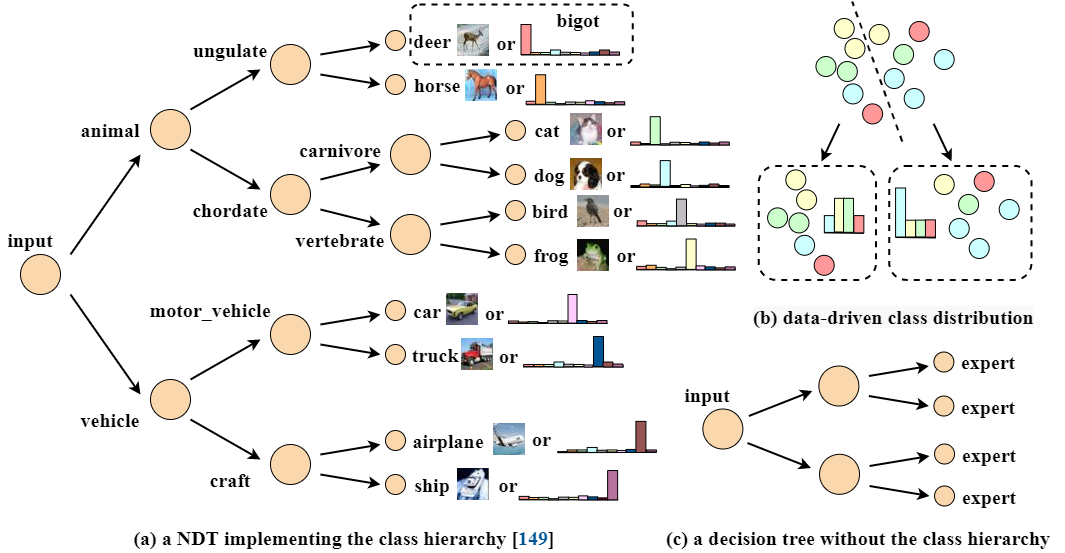 bigot
ungulate
deer or
horse or
animal
carnivore
cat or
dog or
chordate
vertebrate
bird or
frog or
input
motor_vehicle
car or
truck or
vehicle
craft
airplane or
ship or
(a) a NDT implementing the class hierarchy [149]
(b) data-driven class distribution
input
expert
expert
expert
expert
(c) a decision tree without the class hierarchy